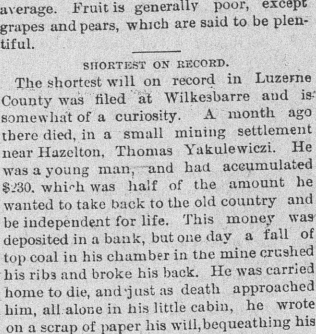 average. Fruit is generally poor, except
grapes and pears, which are said to be plen-
tiful.
SHORTEST ON RECORD.
The shortest will on record in Luzerne
County was filed at Wilkesbarre and is
somewhat of a curiosity. A month ago
there died, in a small mining settlement
near Hazelton, Thomas Yakulewiczi. He
was a young man, and had accumulated
$230. which was half of the amount he
wanted to take back to the old country and
be independent for life. This money was
deposited in a bank, but one day a fall of
top coal in his chamber in the mine crushed
his ribs and broke his back. He was carried
home to die, and just as death approached
him, all alone in his little cabin, he wrote
on a scrap of paper his will, bequeathing his